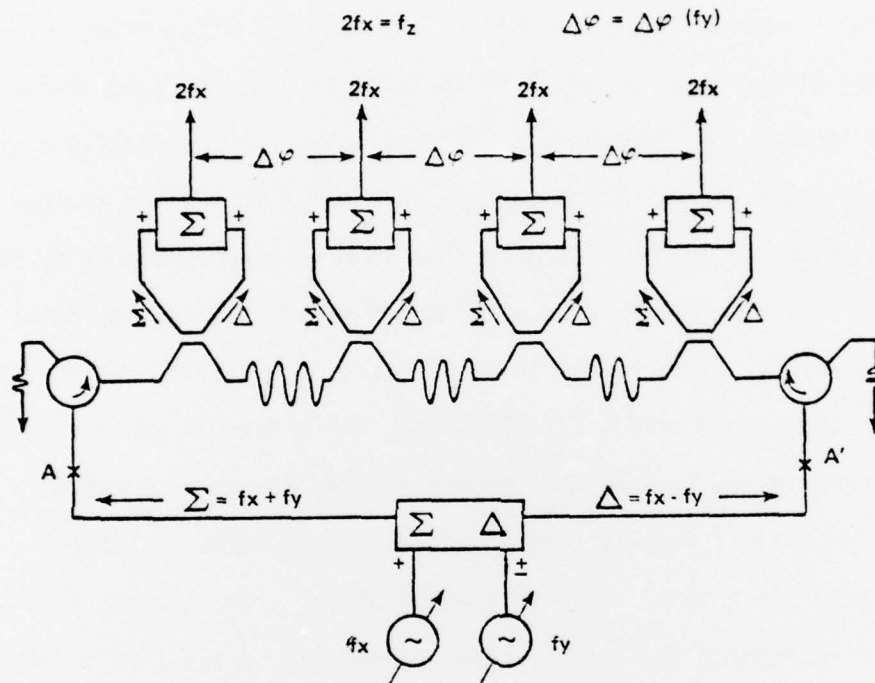 2fx = fz Δφ = Δφ (fy)
2fx 2fx 2fx 2fx
Δφ Δφ Δφ
+ Σ + + Σ + + Σ + + Σ +
Σ Δ Σ Δ Σ Δ Σ Δ
A A'
Σ = fx + fy Δ = fx - fy
Σ Δ
+ ±
~ ~
fx fy